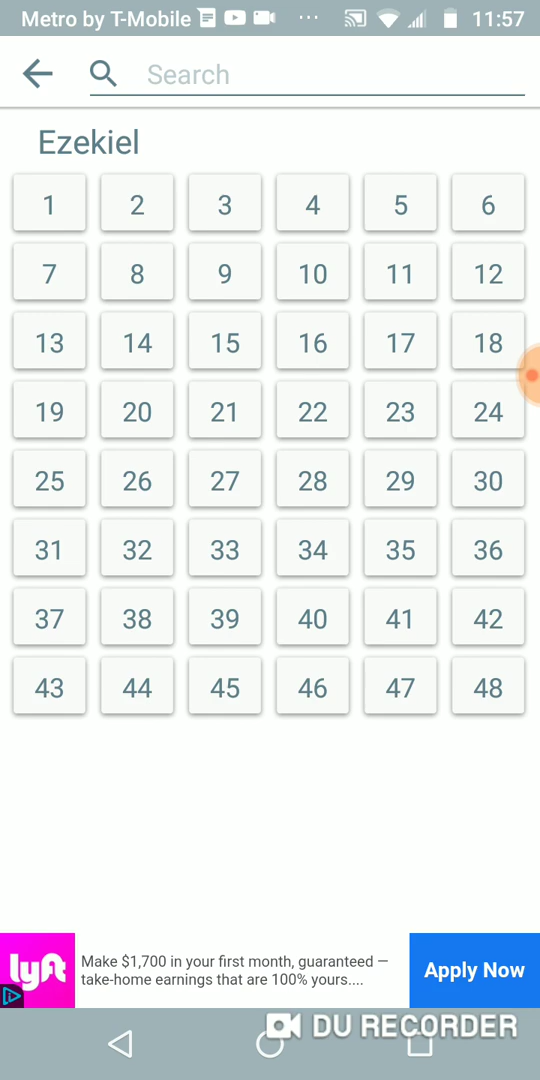 Metro by T-Mobile ... 11:57
Search
Ezekiel
1 2 3 4 5 6
7 8 9 10 11 12
13 14 15 16 17 18
19 20 21 22 23 24
25 26 27 28 29 30
31 32 33 34 35 36
37 38 39 40 41 42
43 44 45 46 47 48
lyft
Make $1,700 in your first month, guaranteed —
take-home earnings that are 100% yours....
Apply Now
DU RECORDER